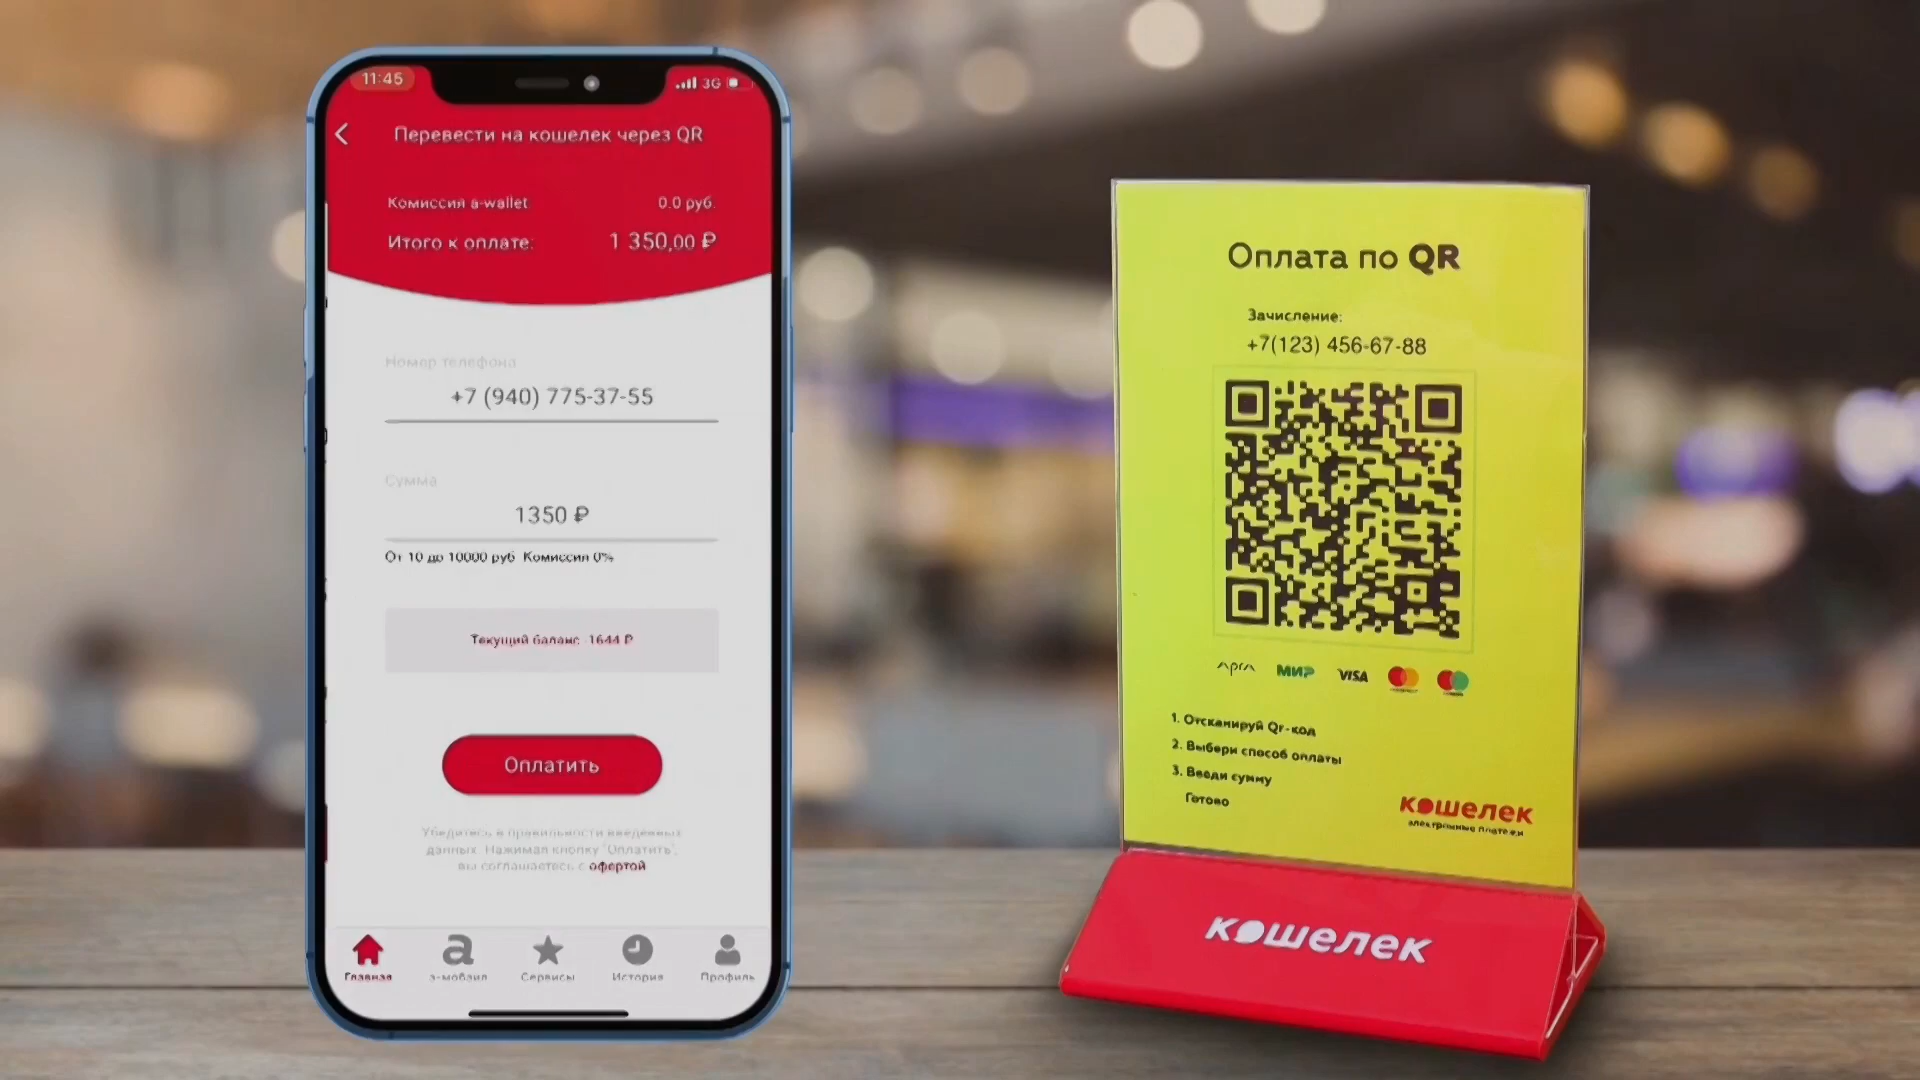 11:45
3G
Перевести на кошелек через QR
Комиссия a-wallet 0.0 руб.
Итого к оплате: 1 350,00 ₽
Номер телефона
+7 (940) 775-37-55
Сумма
1350 ₽
От 10 до 10000 руб Комиссия 0%
Текущий баланс 1644 ₽
Оплатить
Убедитесь в правильности введенных
данных. Нажимая кнопку "Оплатить",
вы соглашаетесь с офертой
Главная
а-мобайл
Сервисы
История
Профиль
Оплата по QR
Зачисление:
+7(123) 456-67-88
Арга
МИР
VISA
1. Отсканируй Qr-код
2. Выбери способ оплаты
3. Введи сумму
Готово
кошелек
электронные платежи
кошелек